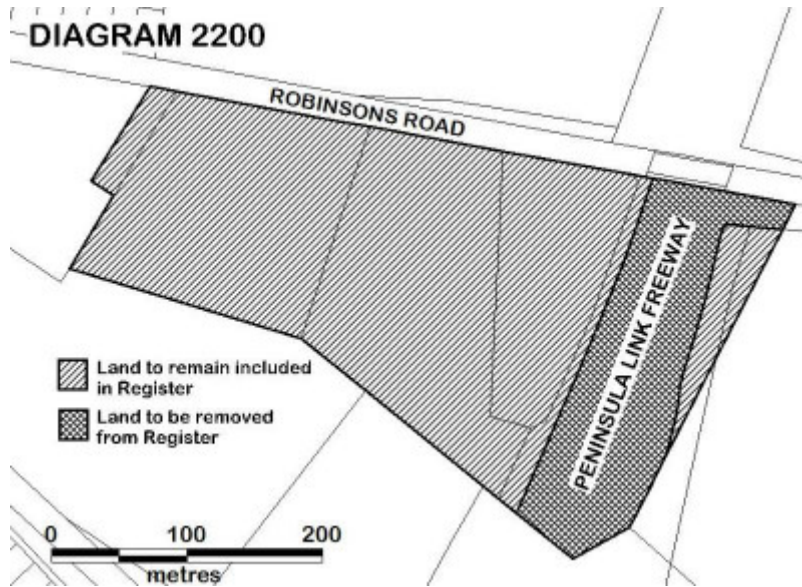 DIAGRAM 2200
ROBINSONS ROAD
PENINSULA LINK FREEWAY
Land to remain included
in Register
Land to be removed
from Register
0 100 200
metres